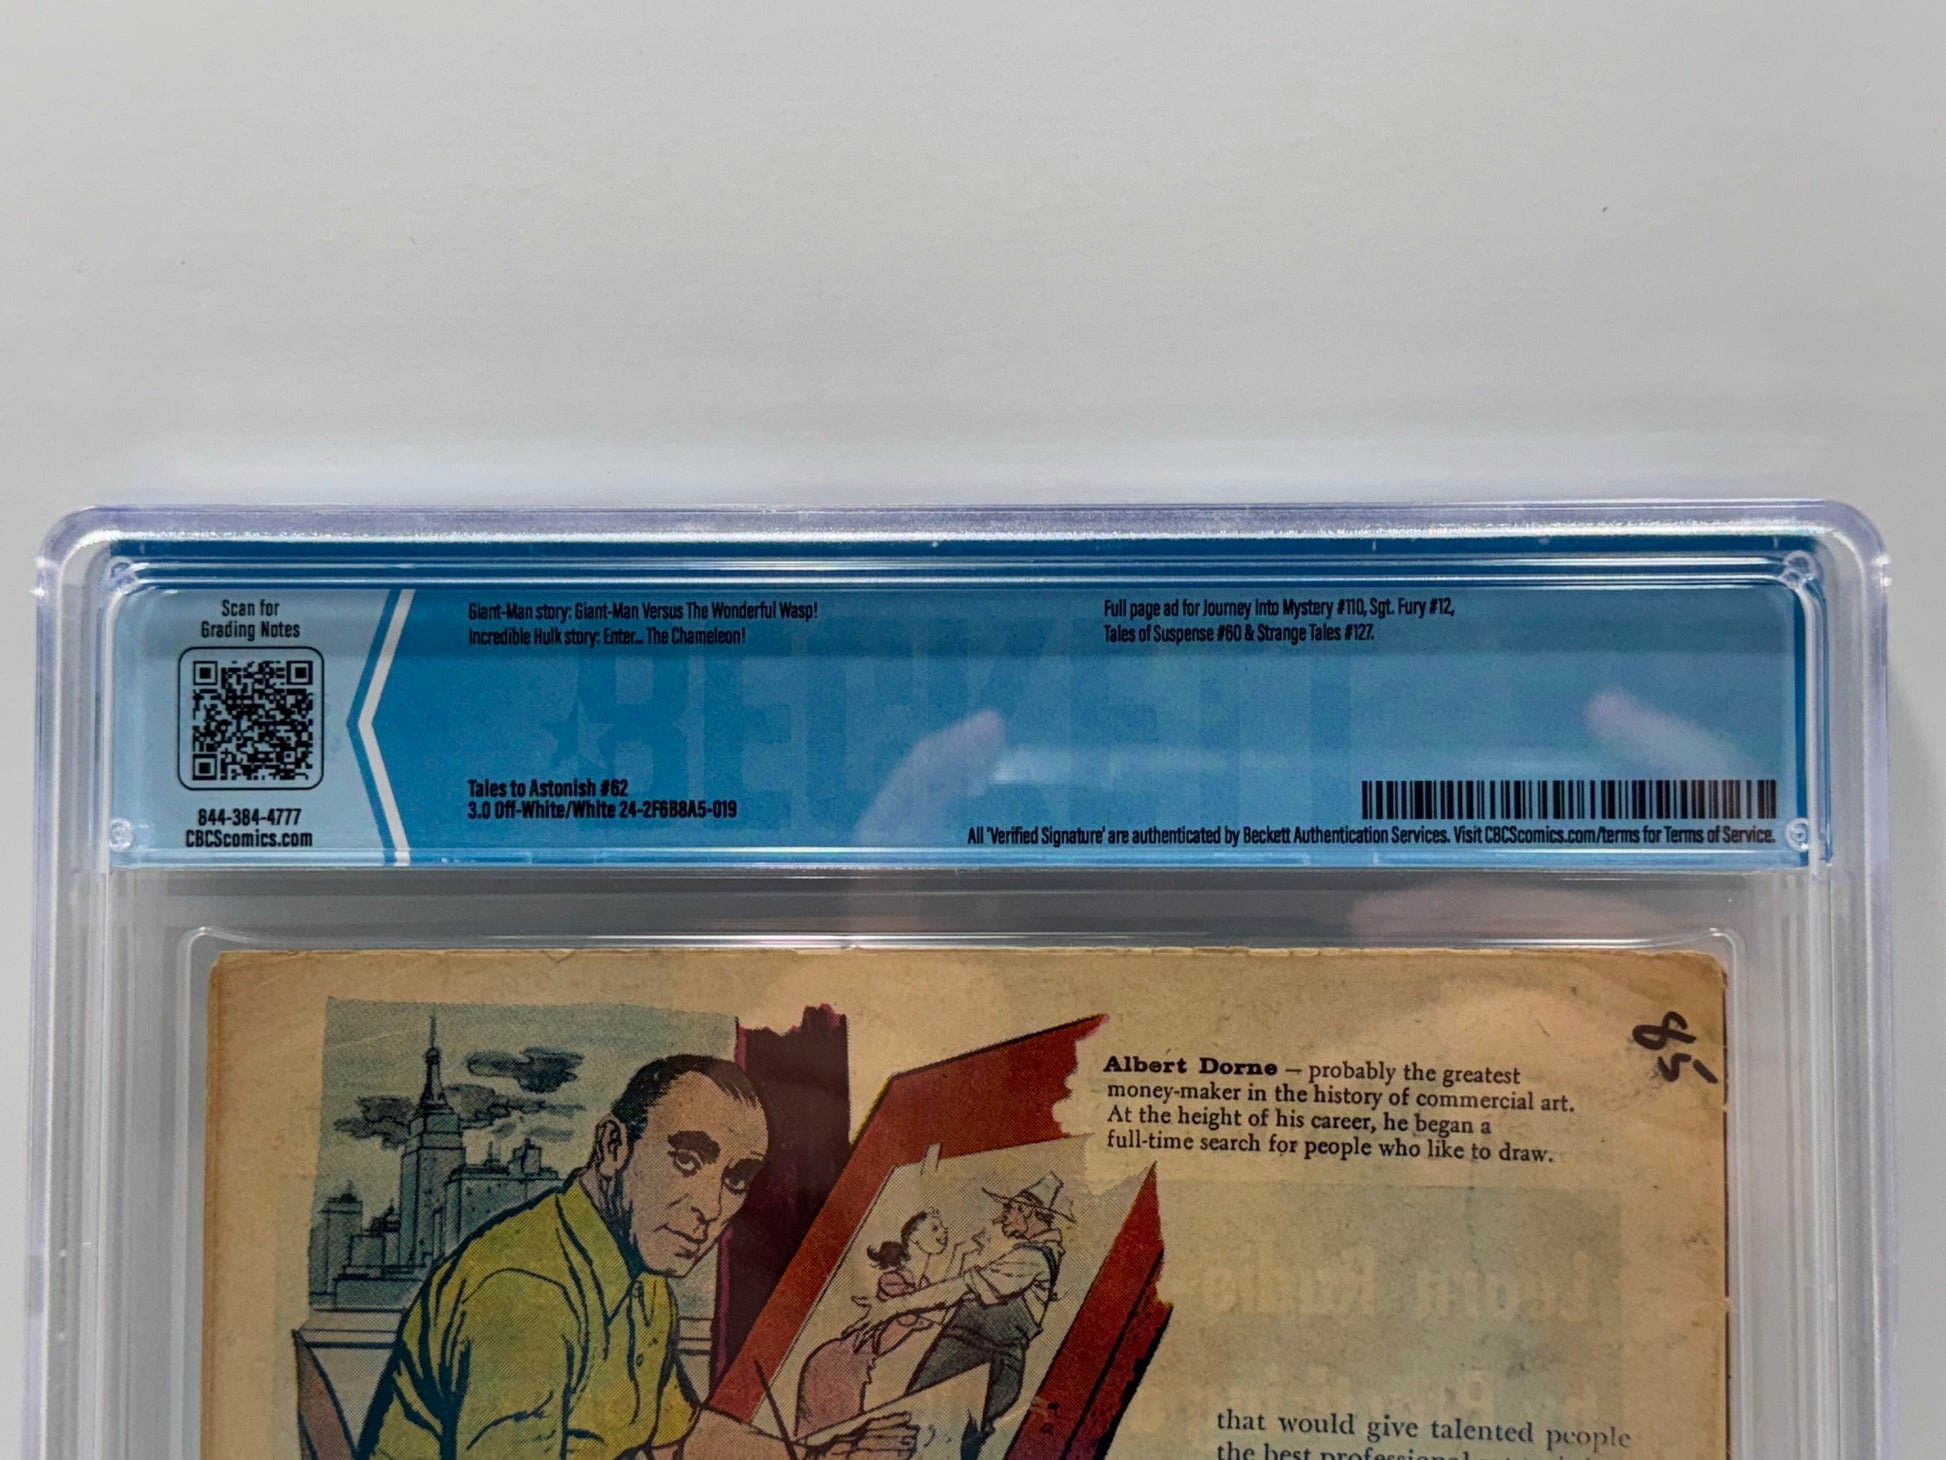 Scan for
Grading Notes
844-384-4777
CBCScomics.com
Giant-Man story: Giant-Man Versus The Wonderful Wasp!
Incredible Hulk story: Enter... The Chameleon!
Full page ad for Journey Into Mystery #110, Sgt. Fury #12,
Tales of Suspense #60 & Strange Tales #127.
BECKETT
Tales to Astonish #62
3.0 Off-White/White 24-2F6B8A5-019
All 'Verified Signature' are authenticated by Beckett Authentication Services. Visit CBCScomics.com/terms for Terms of Service.
Albert Dorne – probably the greatest
money-maker in the history of commercial art.
At the height of his career, he began a
full-time search for people who like to draw.
that would give talented people
the best professional